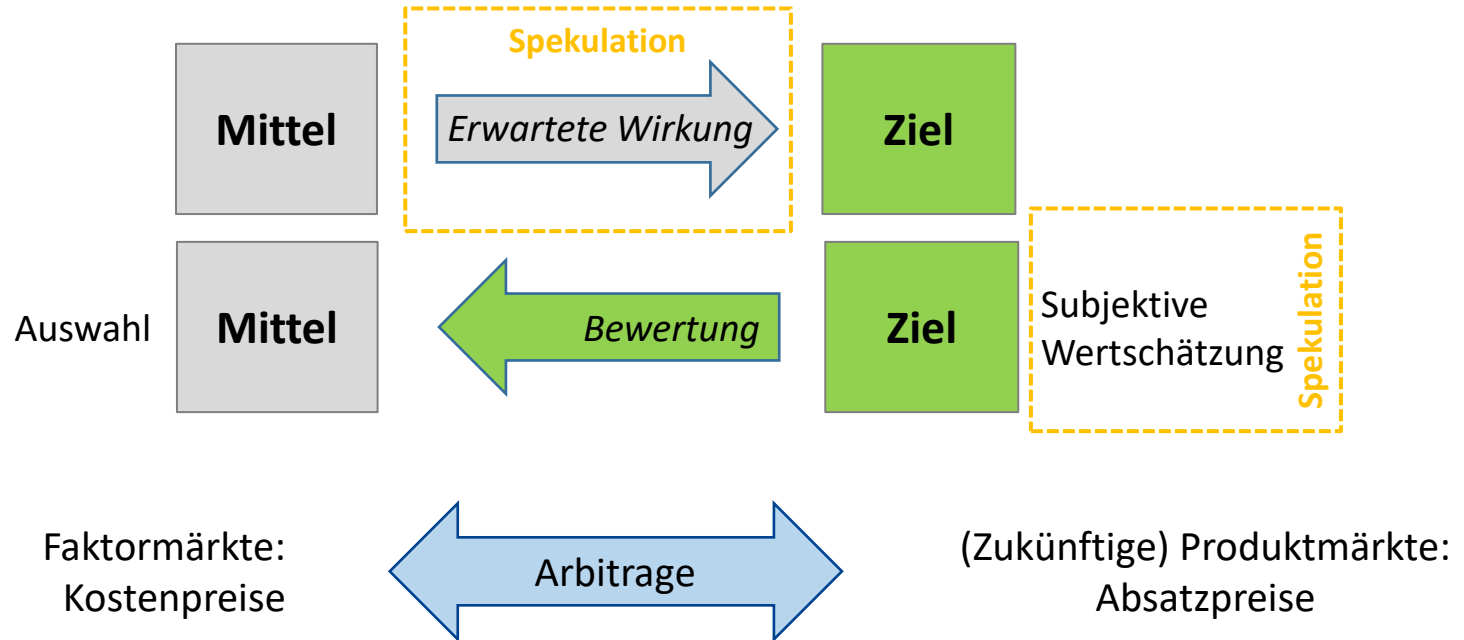 Spekulation
Mittel
Erwartete Wirkung
Ziel
Auswahl
Mittel
Bewertung
Ziel
Subjektive
Wertschätzung
Spekulation
Faktormärkte:
Kostenpreise
Arbitrage
(Zukünftige) Produktmärkte:
Absatzpreise